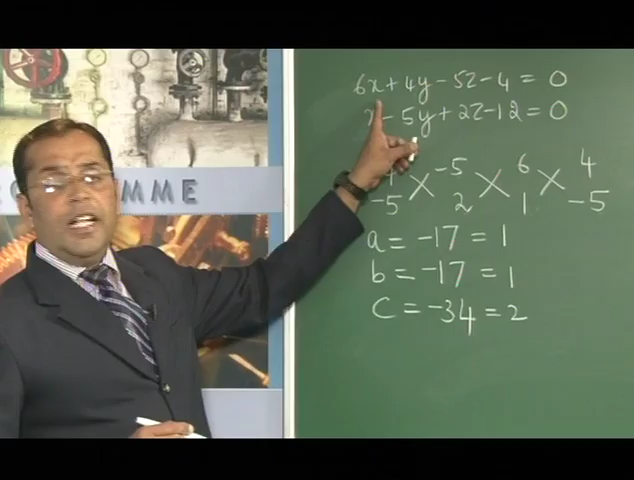 6x + 4y - 5z - 4 = 0
x - 5y + 2z - 12 = 0
4 -5 6 4
-5 2 1 -5
a = -17 = 1
b = -17 = 1
c = -34 = 2
MME